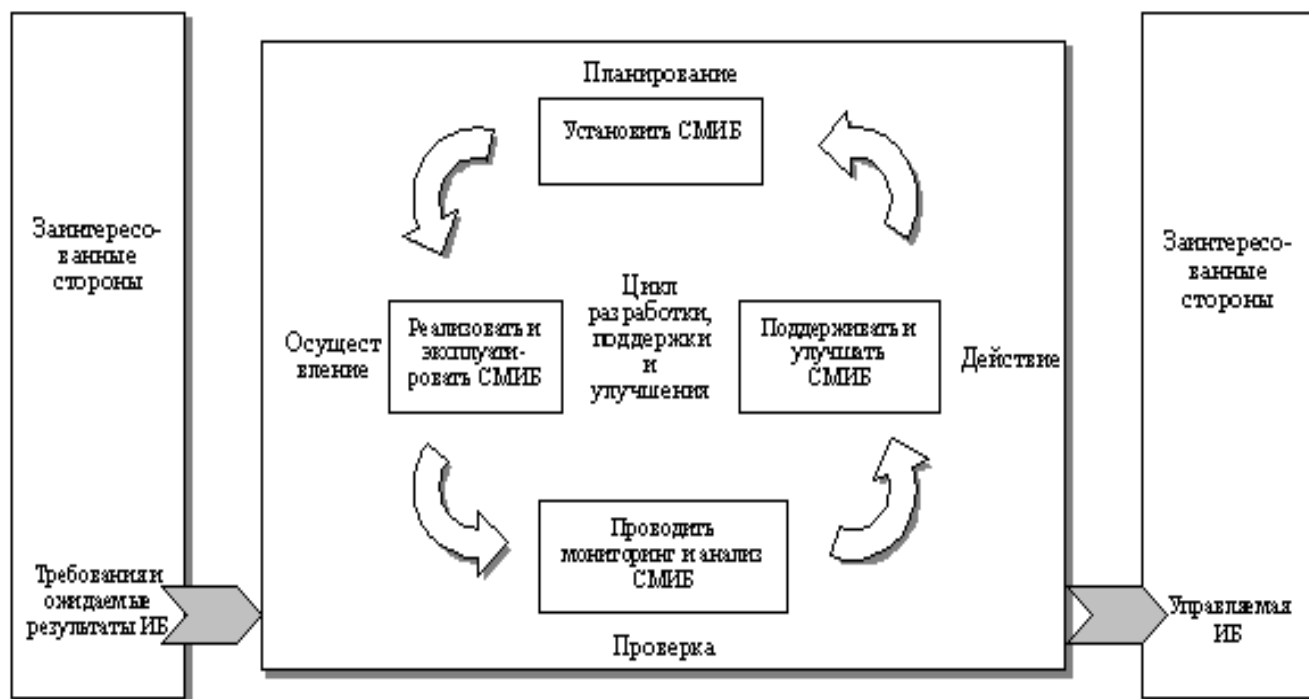 Планирование
Установить СМИБ
Заинтересо-
ванные
стороны
Требования и
ожидаемые
результаты ИБ
Осущест
вление
Реализовать и
эксплуати-
ровать СМИБ
Цикл
разработки,
поддержки
и
улучшения
Поддерживать и
улучшать
СМИБ
Действие
Проводить
мониторинг и анализ
СМИБ
Проверка
Заинтересо-
ванные
стороны
Управляемая
ИБ